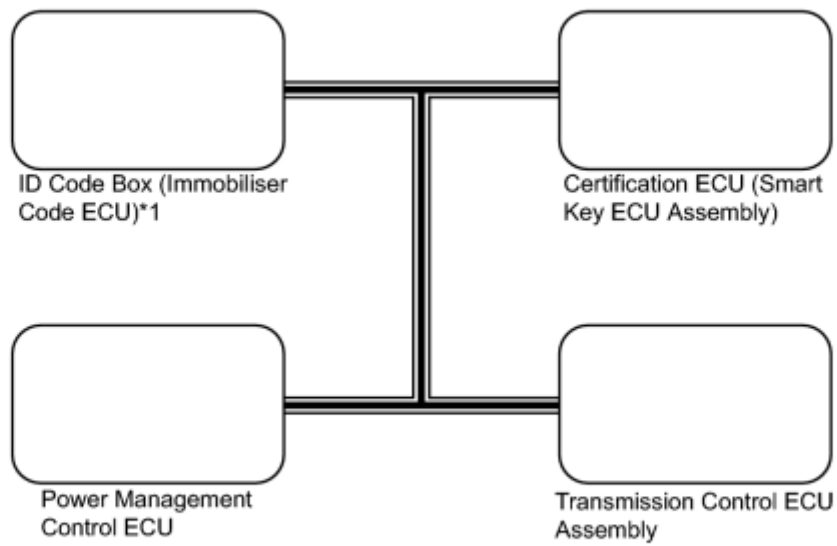 ID Code Box (Immobiliser
Code ECU)*1
Certification ECU (Smart
Key ECU Assembly)
Power Management
Control ECU
Transmission Control ECU
Assembly